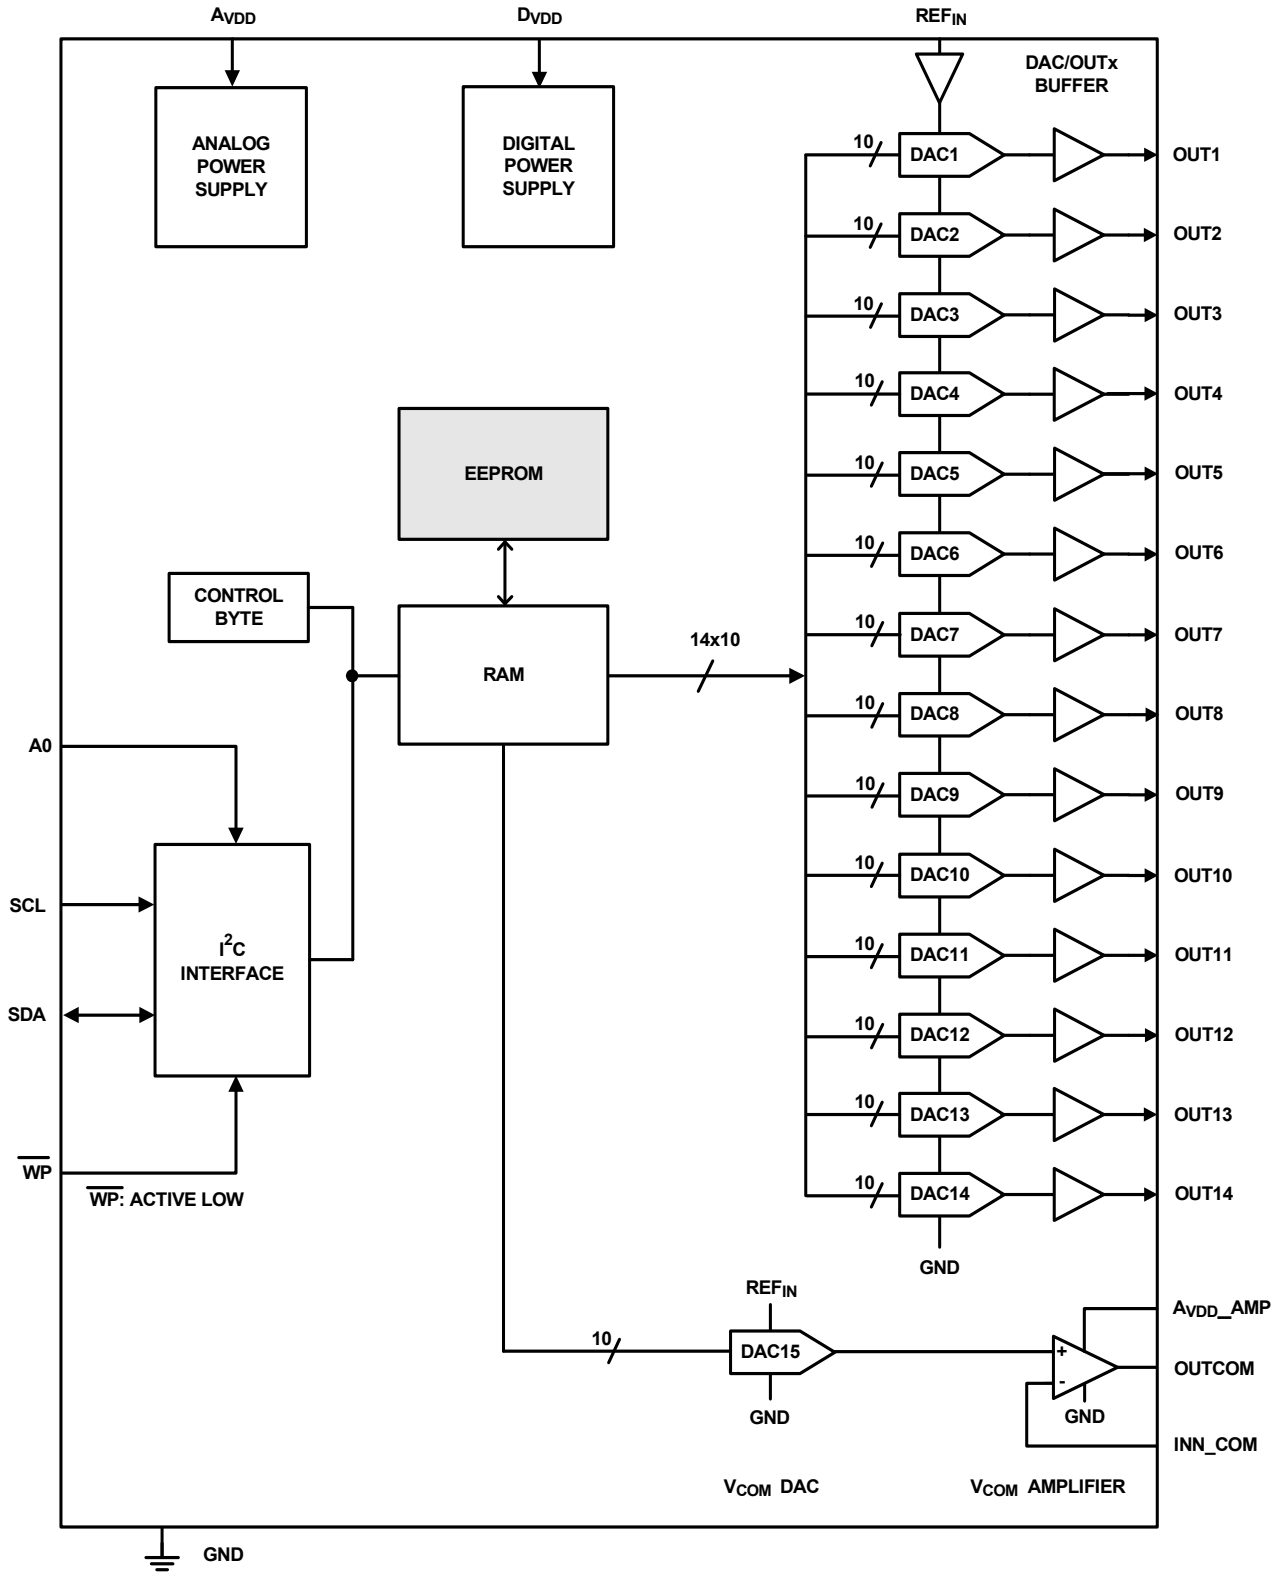 AVDD
DVDD
REFIN
DAC/OUTx
BUFFER
ANALOG
POWER
SUPPLY
DIGITAL
POWER
SUPPLY
10
DAC1
OUT1
10
DAC2
OUT2
10
DAC3
OUT3
10
DAC4
OUT4
EEPROM
10
DAC5
OUT5
10
DAC6
OUT6
CONTROL
BYTE
10
DAC7
OUT7
RAM
14x10
10
DAC8
OUT8
A0
10
DAC9
OUT9
10
DAC10
OUT10
SCL
I2C
INTERFACE
10
DAC11
OUT11
SDA
10
DAC12
OUT12
10
DAC13
OUT13
WP
WP: ACTIVE LOW
10
DAC14
OUT14
GND
REFIN
AVDD_AMP
10
DAC15
+
-
OUTCOM
GND
GND
INN_COM
VCOM DAC
VCOM AMPLIFIER
GND